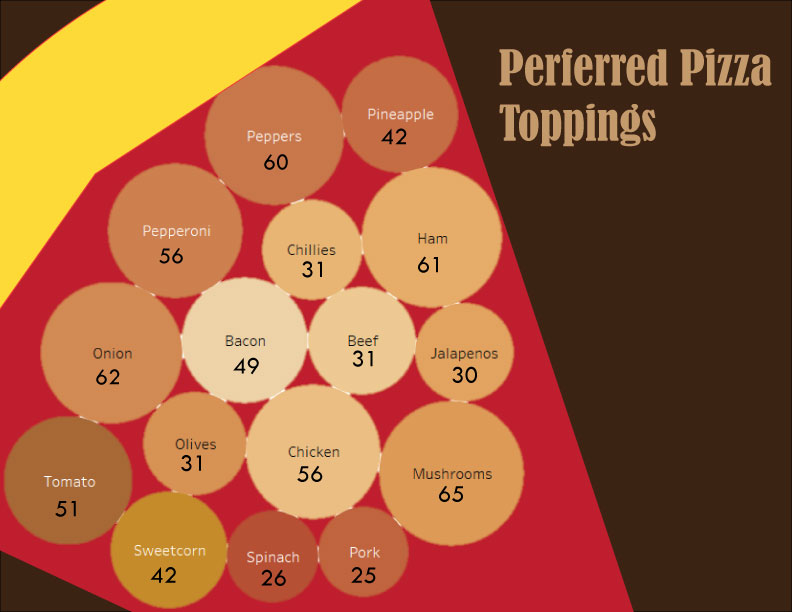 Perferred Pizza
Toppings
Pineapple
42
Peppers
60
Pepperoni
56
Chillies
31
Ham
61
Onion
62
Bacon
49
Beef
31
Jalapenos
30
Tomato
51
Olives
31
Chicken
56
Mushrooms
65
Sweetcorn
42
Spinach
26
Pork
25